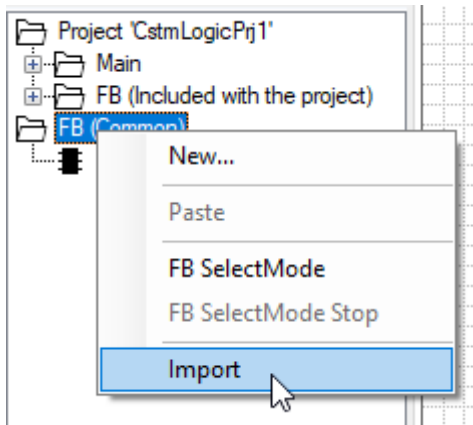 Project 'CstmLogicPrj1'
Main
FB (Included with the project)
FB (Common)
New...
Paste
FB SelectMode
FB SelectMode Stop
Import